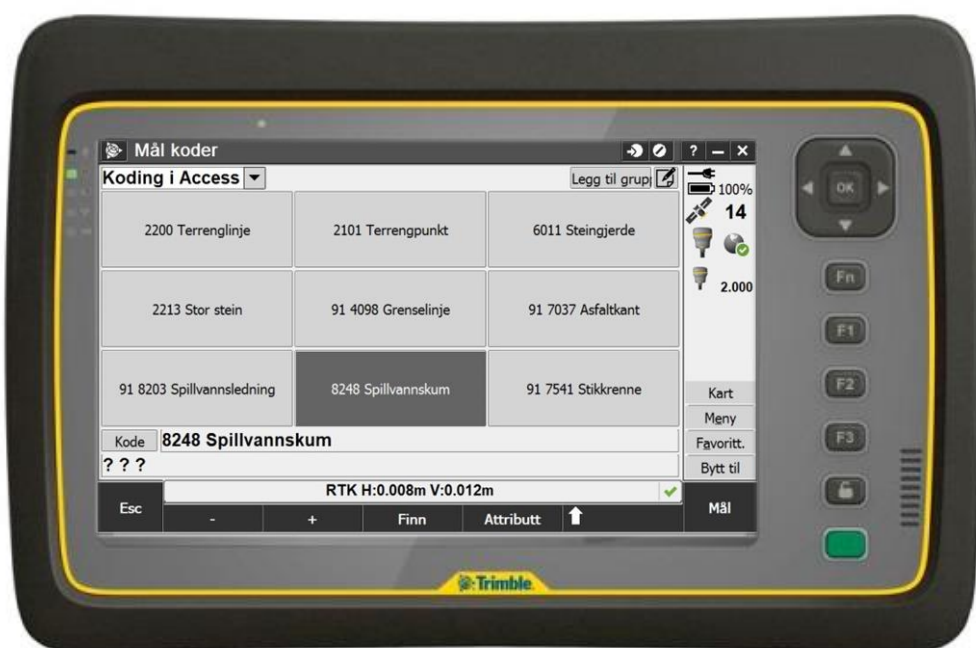 Mål koder
? – ×
Koding i Access
Legg til grupp
100%
14
2.000
2200 Terrenglinje
2101 Terrengpunkt
6011 Steingjerde
2213 Stor stein
91 4098 Grenselinje
91 7037 Asfaltkant
91 8203 Spillvannsledning
8248 Spillvannskum
91 7541 Stikkrenne
Kode 8248 Spillvannskum
? ? ?
Kart
Meny
Favoritt.
Bytt til
RTK H:0.008m V:0.012m
Esc - + Finn Attributt Mål
OK
Fn
F1
F2
F3
Trimble